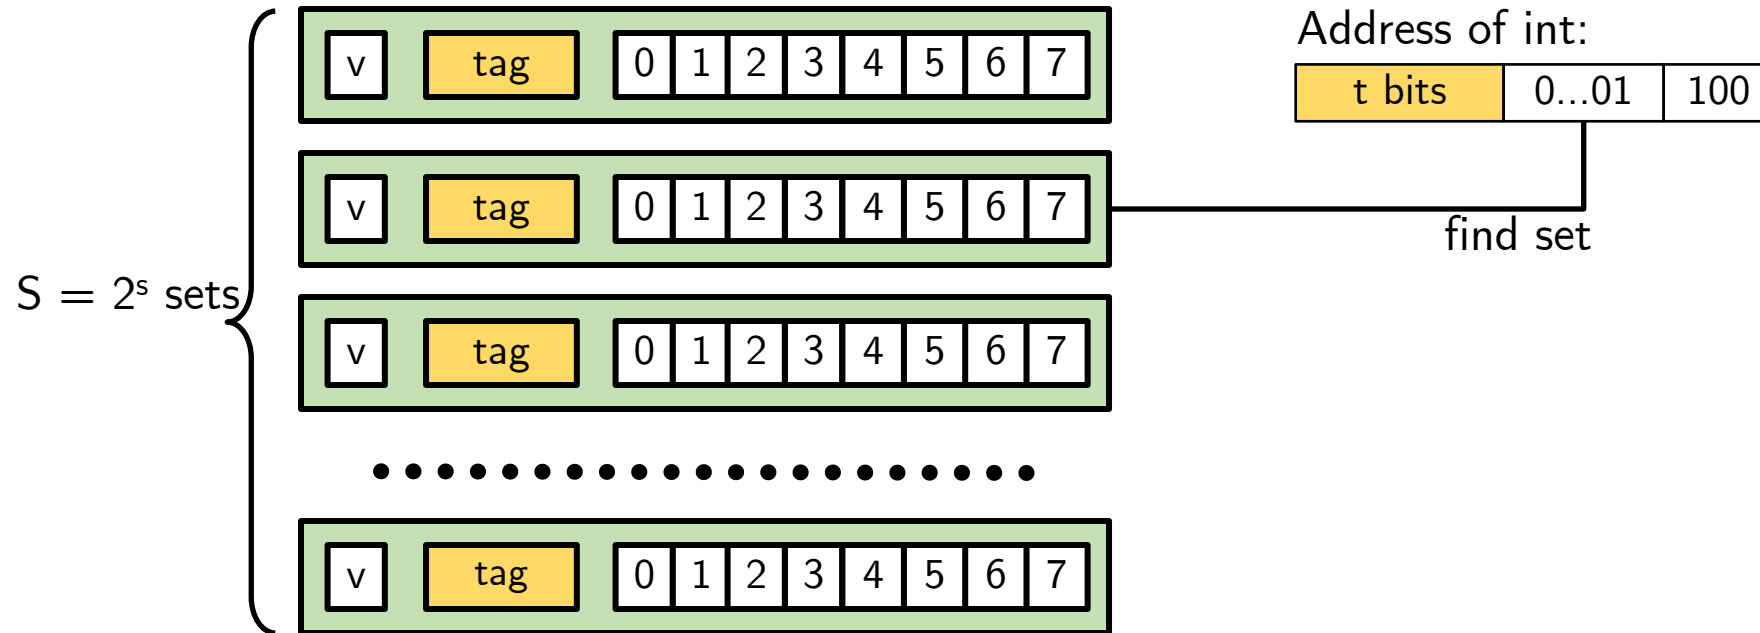 Address of int:
v tag 0 1 2 3 4 5 6 7
t bits 0...01 100
v tag 0 1 2 3 4 5 6 7
find set
S = 2ˢ sets
v tag 0 1 2 3 4 5 6 7
v tag 0 1 2 3 4 5 6 7